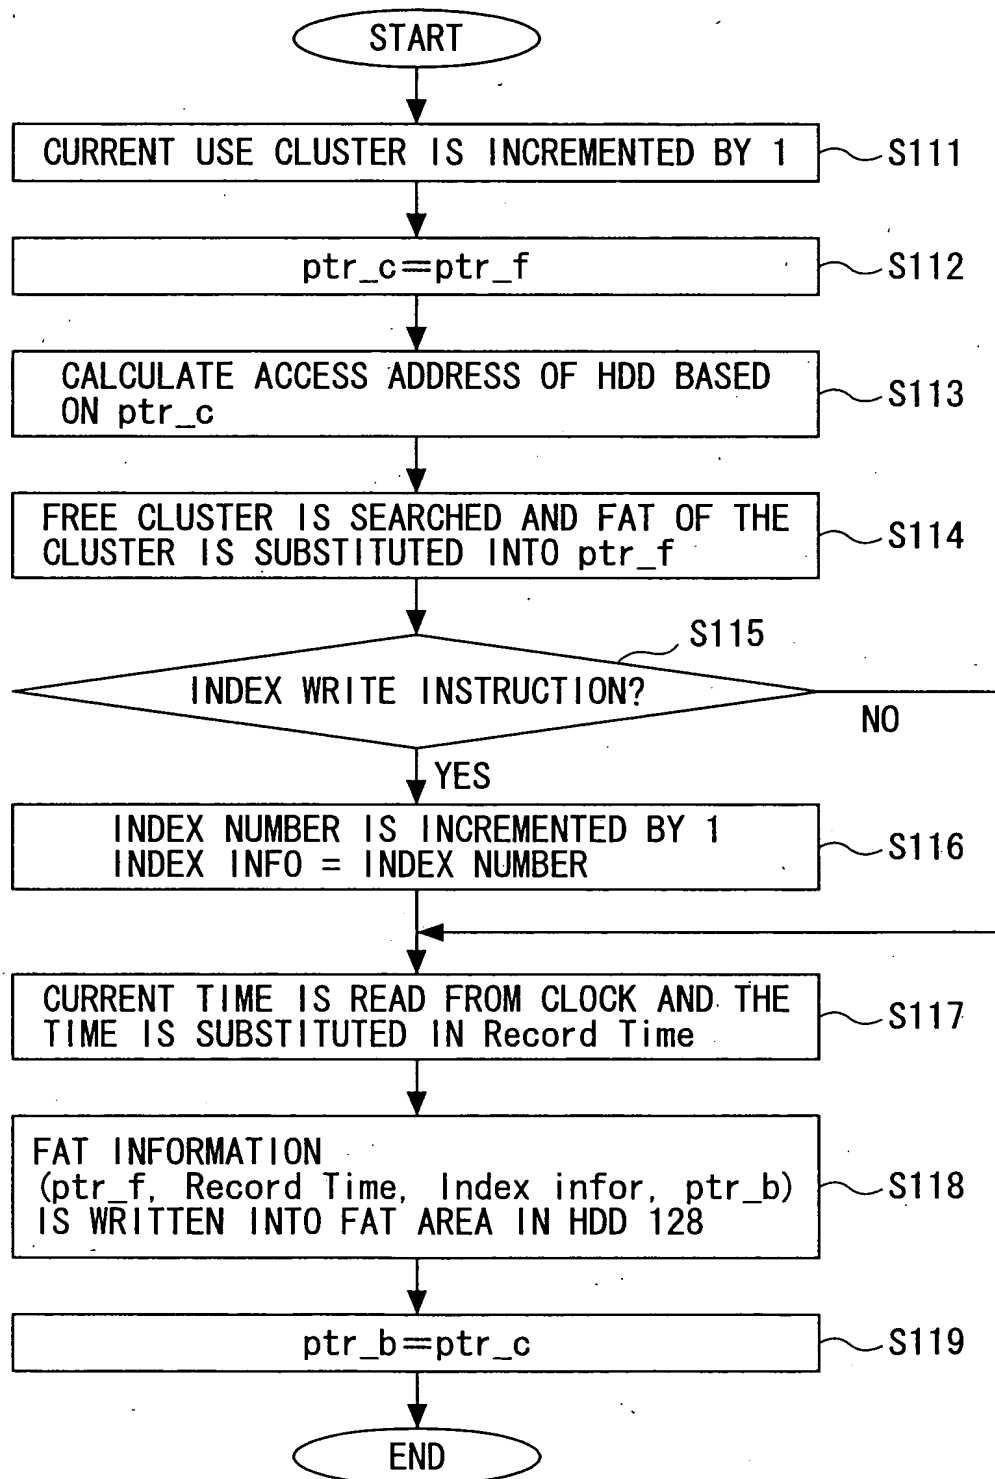 START
CURRENT USE CLUSTER IS INCREMENTED BY 1
S111
ptr_c=ptr_f
S112
CALCULATE ACCESS ADDRESS OF HDD BASED
ON ptr_c
S113
FREE CLUSTER IS SEARCHED AND FAT OF THE
CLUSTER IS SUBSTITUTED INTO ptr_f
S114
S115
INDEX WRITE INSTRUCTION?
NO
YES
INDEX NUMBER IS INCREMENTED BY 1
INDEX INFO = INDEX NUMBER
S116
CURRENT TIME IS READ FROM CLOCK AND THE
TIME IS SUBSTITUTED IN Record Time
S117
FAT INFORMATION
(ptr_f, Record Time, Index infor, ptr_b)
IS WRITTEN INTO FAT AREA IN HDD 128
S118
ptr_b=ptr_c
S119
END